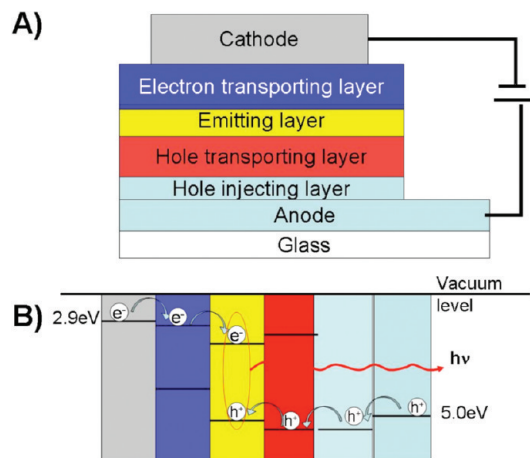 A)
Cathode
Electron transporting layer
Emitting layer
Hole transporting layer
Hole injecting layer
Anode
Glass
Vacuum
level
B)
2.9eV
e⁻
e⁻
e⁻
hν
h⁺
h⁺
h⁺
h⁺
5.0eV